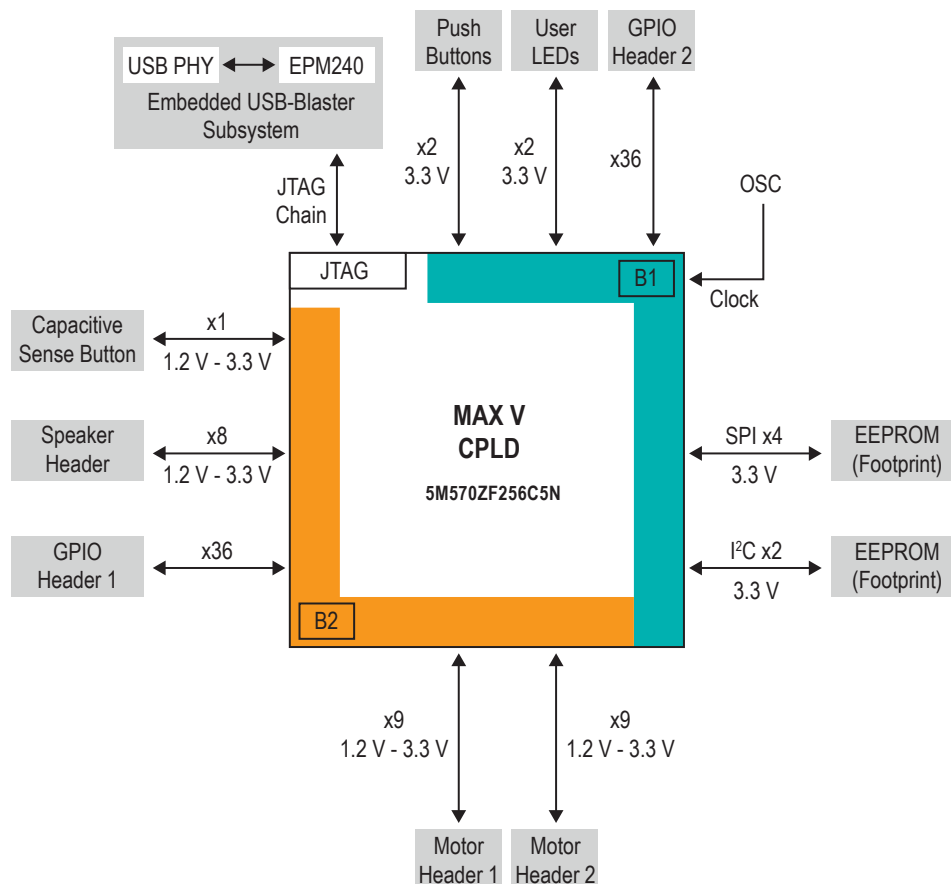 Push
Buttons
User
LEDs
GPIO
Header 2
USB PHY
EPM240
Embedded USB-Blaster
Subsystem
x2
3.3 V
x2
3.3 V
x36
JTAG
Chain
OSC
JTAG
B1
Clock
Capacitive
Sense Button
x1
1.2 V - 3.3 V
MAX V
CPLD
5M570ZF256C5N
Speaker
Header
x8
1.2 V - 3.3 V
SPI x4
3.3 V
EEPROM
(Footprint)
GPIO
Header 1
x36
I²C x2
3.3 V
EEPROM
(Footprint)
B2
x9
1.2 V - 3.3 V
x9
1.2 V - 3.3 V
Motor
Header 1
Motor
Header 2